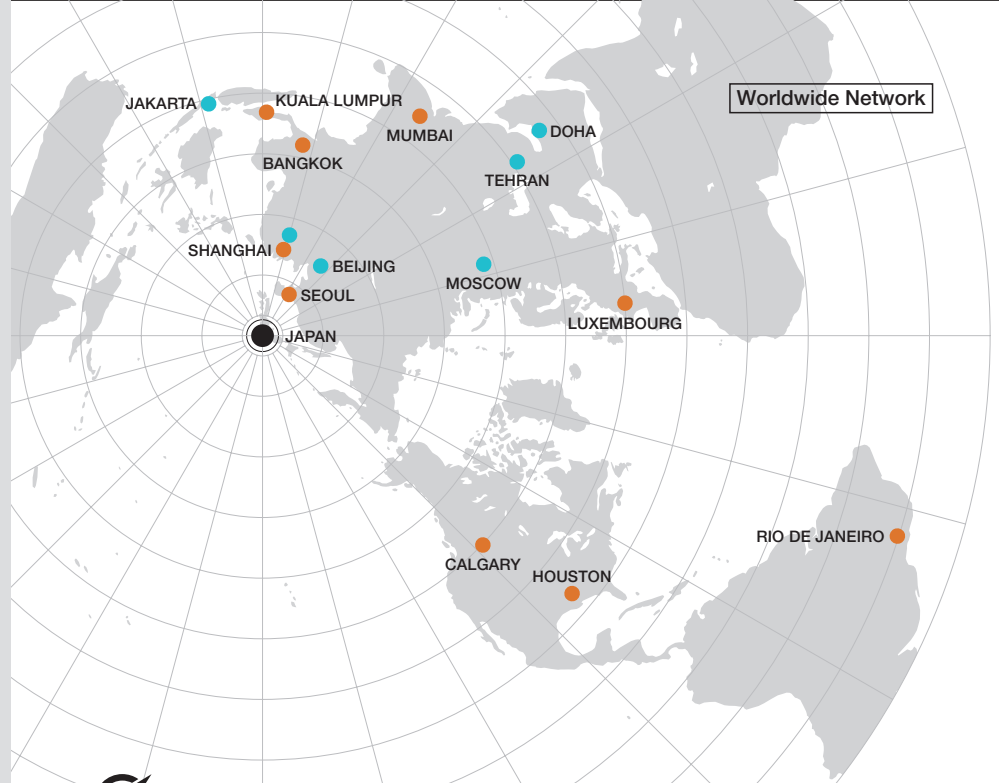 Worldwide Network
JAKARTA
KUALA LUMPUR
MUMBAI
DOHA
BANGKOK
TEHRAN
SHANGHAI
BEIJING
MOSCOW
SEOUL
LUXEMBOURG
JAPAN
RIO DE JANEIRO
CALGARY
HOUSTON